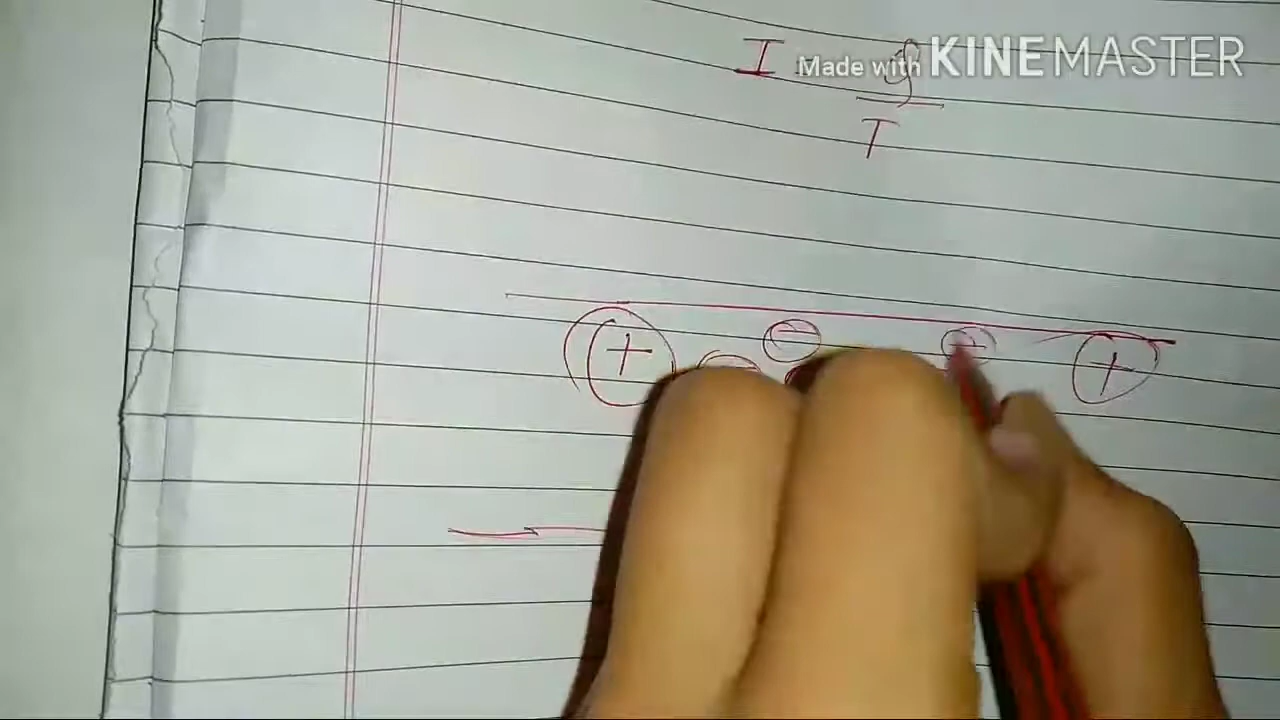 I Made with KINEMASTER
T
+ − − +